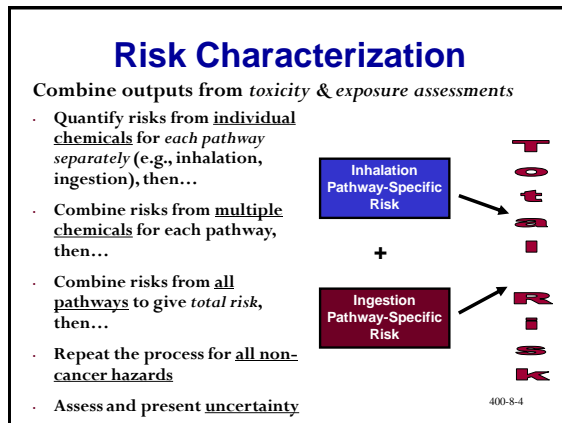 Risk Characterization
Combine outputs from toxicity & exposure assessments
· Quantify risks from individual
chemicals for each pathway
separately (e.g., inhalation,
ingestion), then…
· Combine risks from multiple
chemicals for each pathway,
then…
· Combine risks from all
pathways to give total risk,
then…
· Repeat the process for all non-
cancer hazards
· Assess and present uncertainty
Inhalation
Pathway-Specific
Risk
+
Ingestion
Pathway-Specific
Risk
Total Risk
400-8-4